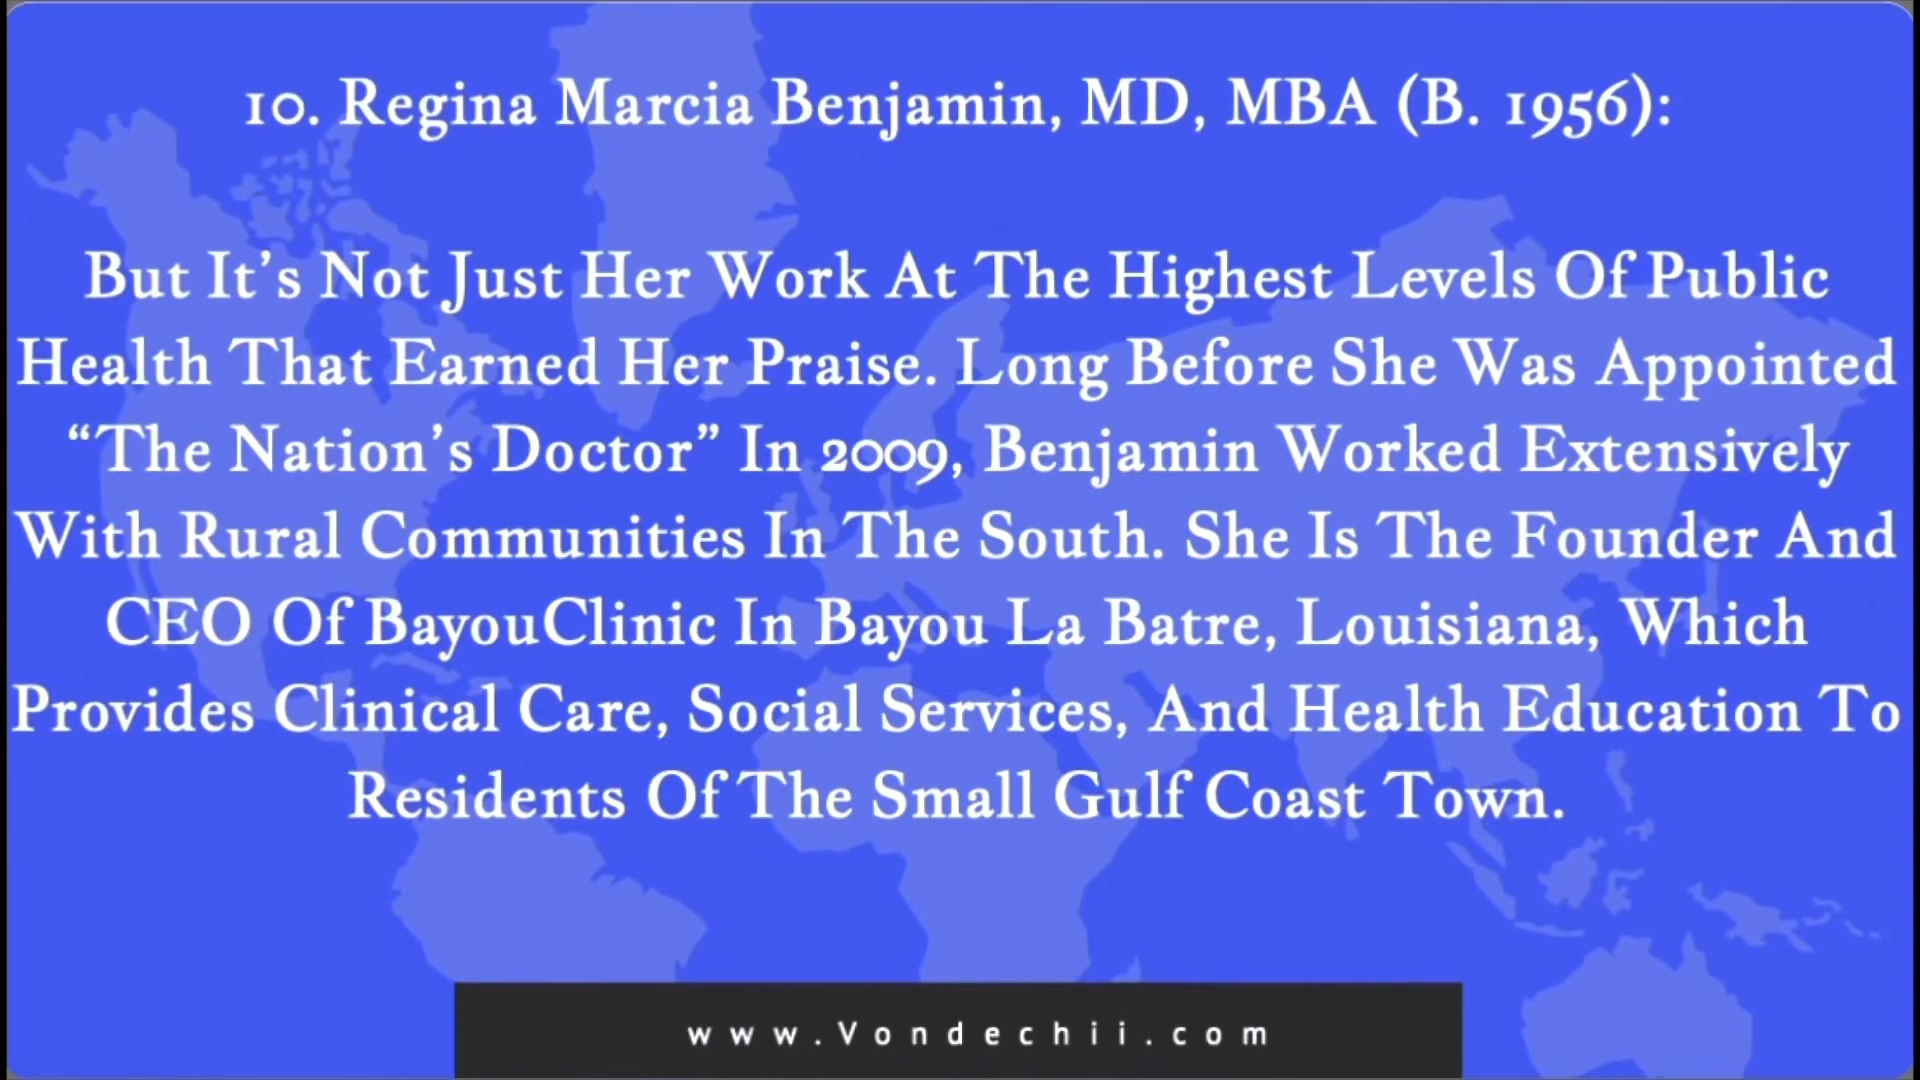 10. Regina Marcia Benjamin, MD, MBA (B. 1956):
But It’s Not Just Her Work At The Highest Levels Of Public
Health That Earned Her Praise. Long Before She Was Appointed
“The Nation’s Doctor” In 2009, Benjamin Worked Extensively
With Rural Communities In The South. She Is The Founder And
CEO Of BayouClinic In Bayou La Batre, Louisiana, Which
Provides Clinical Care, Social Services, And Health Education To
Residents Of The Small Gulf Coast Town.
www.Vondechii.com